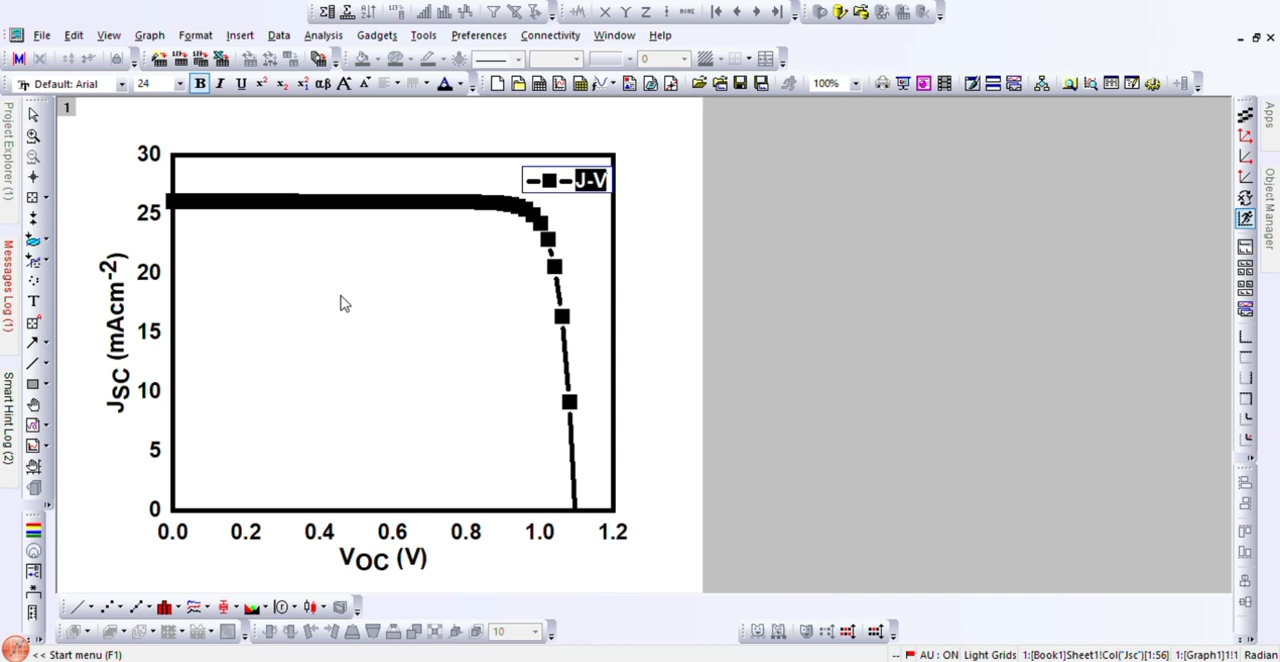 File Edit View Graph Format Insert Data Analysis Gadgets Tools Preferences Connectivity Window Help
0
Default: Arial 24 B I U x² x₂ αβ A A 100%
1
Project Explorer (1)
Messages Log (1)
Smart Hint Log (2)
Apps
Object Manager
30
25
20
15
10
5
0
J-V
JSC (mAcm-2)
0.0 0.2 0.4 0.6 0.8 1.0 1.2
VOC (V)
10
<< Start menu (F1) -- AU : ON Light Grids 1:[Book1]Sheet1!Col("Jsc")[1:56] 1:[Graph1]1!1 Radian